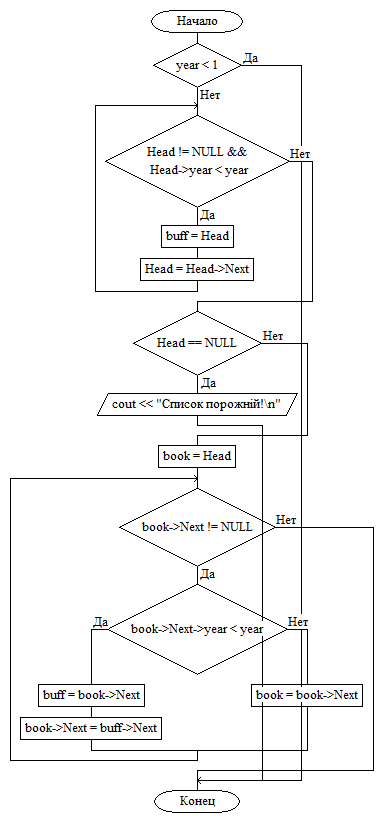 Начало
year < 1
Да
Нет
Head != NULL &&
Head->year < year
Нет
Да
buff = Head
Head = Head->Next
Head == NULL
Нет
Да
cout << "Список порожній!\n"
book = Head
book->Next != NULL
Нет
Да
book->Next->year < year
Да
Нет
buff = book->Next
book = book->Next
book->Next = buff->Next
Конец